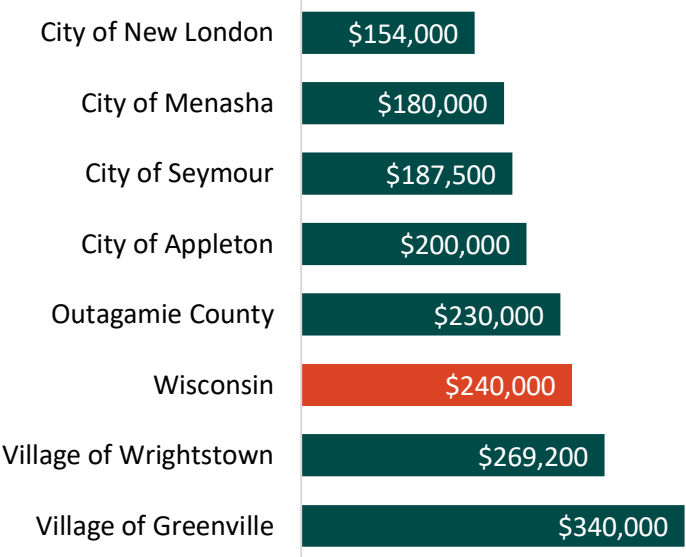 City of New London $154,000
City of Menasha $180,000
City of Seymour $187,500
City of Appleton $200,000
Outagamie County $230,000
Wisconsin $240,000
Village of Wrightstown $269,200
Village of Greenville $340,000